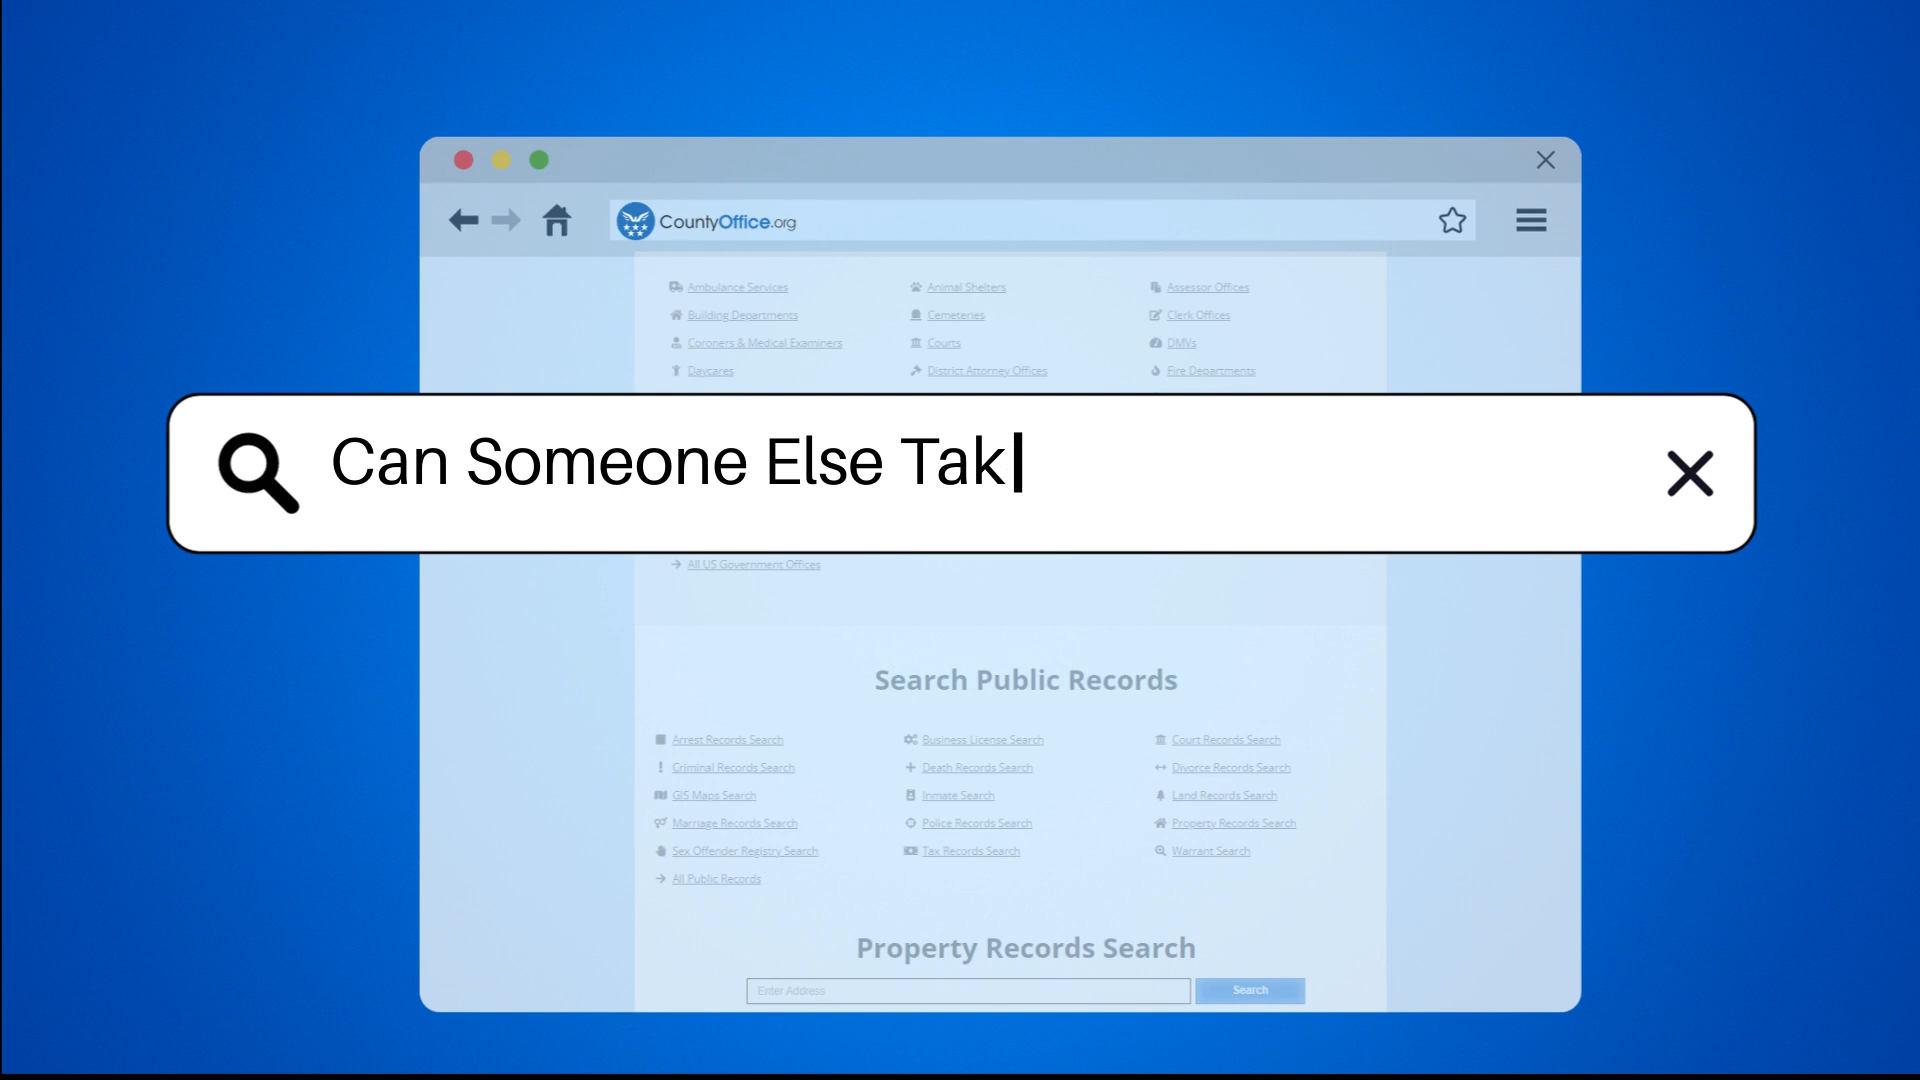 CountyOffice.org
Ambulance Services Animal Shelters Assessor Offices
Building Departments Cemeteries Clerk Offices
Coroners & Medical Examiners Courts DMVs
Daycares District Attorney Offices Fire Departments
Can Someone Else Tak
All US Government Offices
Search Public Records
Arrest Records Search Business License Search Court Records Search
Criminal Records Search Death Records Search Divorce Records Search
GIS Maps Search Inmate Search Land Records Search
Marriage Records Search Police Records Search Property Records Search
Sex Offender Registry Search Tax Records Search Warrant Search
All Public Records
Property Records Search
Enter Address Search